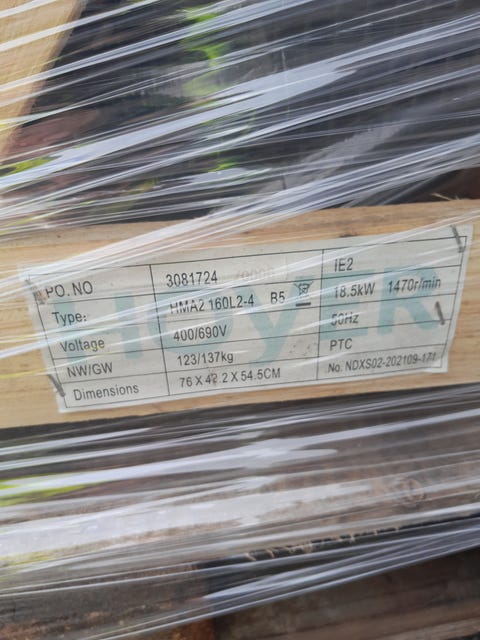 HOYER
PO. NO 3081724 IE2
Type: HMA2 160L2-4 B5 18.5kW 1470r/min
Voltage 400/690V 50Hz
NW/GW 123/137kg PTC
Dimensions 76 X 42.2 X 54.5CM No. NDXS02-202109-171